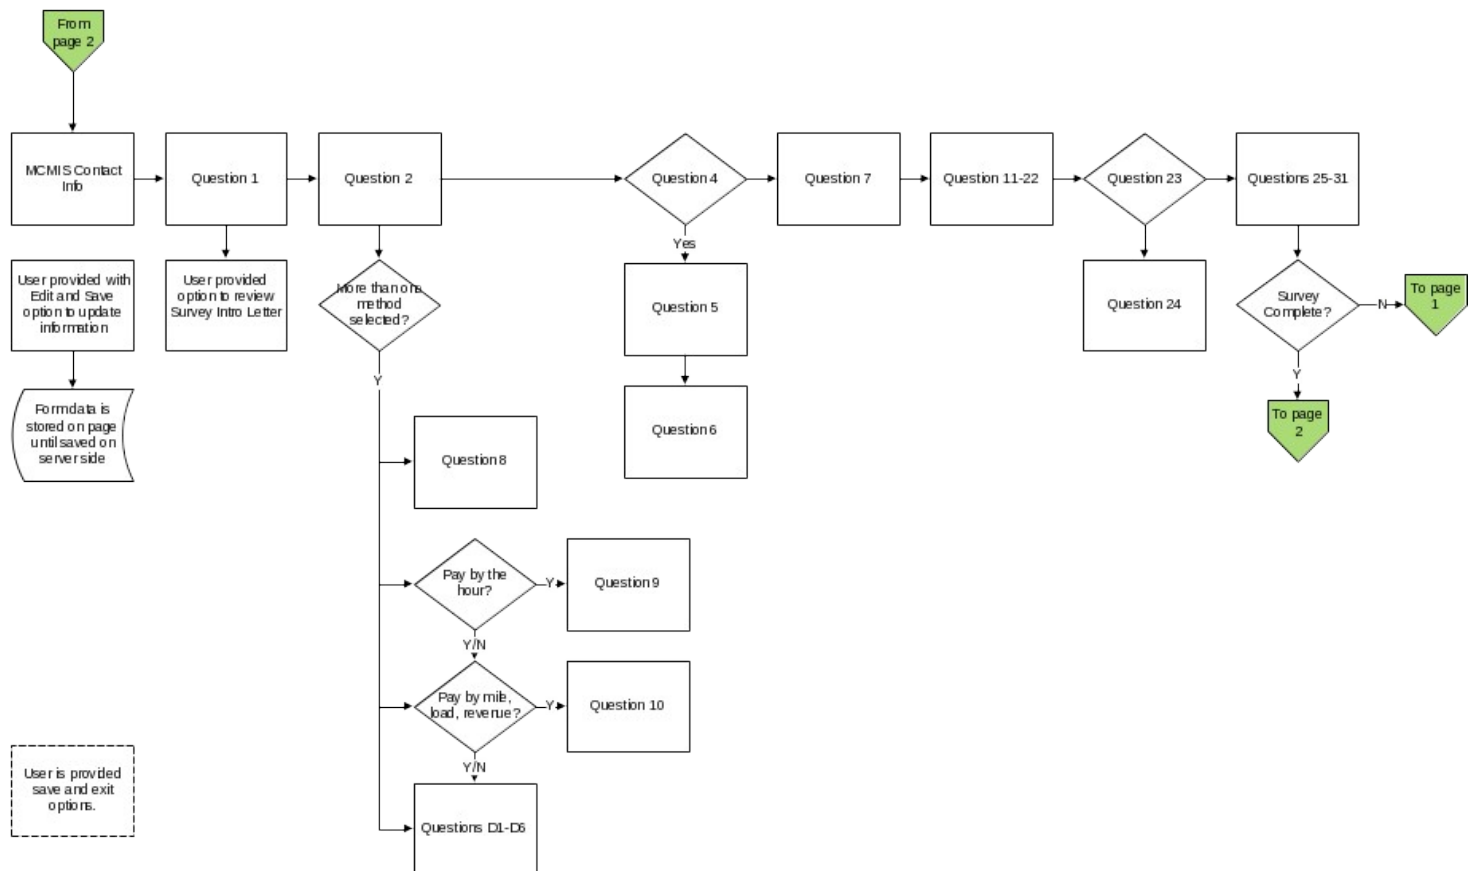 From
page 2
MCMIS Contact
Info
Question 1
Question 2
Question 4
Question 7
Question 11-22
Question 23
Questions 25-31
Yes
User provided with
Edit and Save
option to update
information
User provided
option to review
Survey Intro Letter
More than one
method
selected?
Question 5
Question 24
Survey
Complete?
N
To page
1
Y
Y
Form data is
stored on page
until saved on
server side
Question 6
To page
2
Question 8
Pay by the
hour?
Y
Question 9
Y/N
Pay by mile,
load, revenue?
Y
Question 10
Y/N
User is provided
save and exit
options.
Questions D1-D6